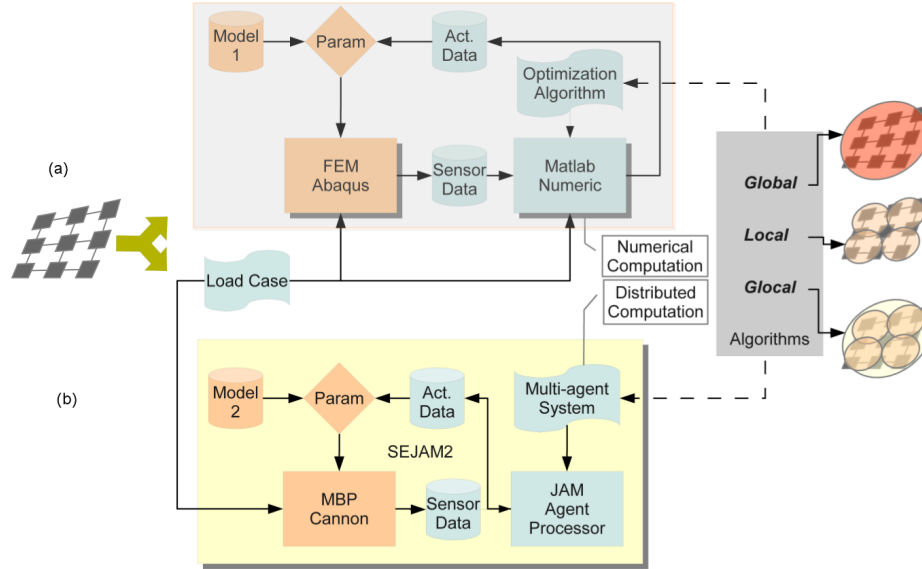 Model
1
Param
Act.
Data
Optimization
Algorithm
(a)
FEM
Abaqus
Sensor
Data
Matlab
Numeric
Global
Local
Glocal
Algorithms
Load Case
Numerical
Computation
Distributed
Computation
(b)
Model
2
Param
Act.
Data
Multi-agent
System
SEJAM2
MBP
Cannon
Sensor
Data
JAM
Agent
Processor